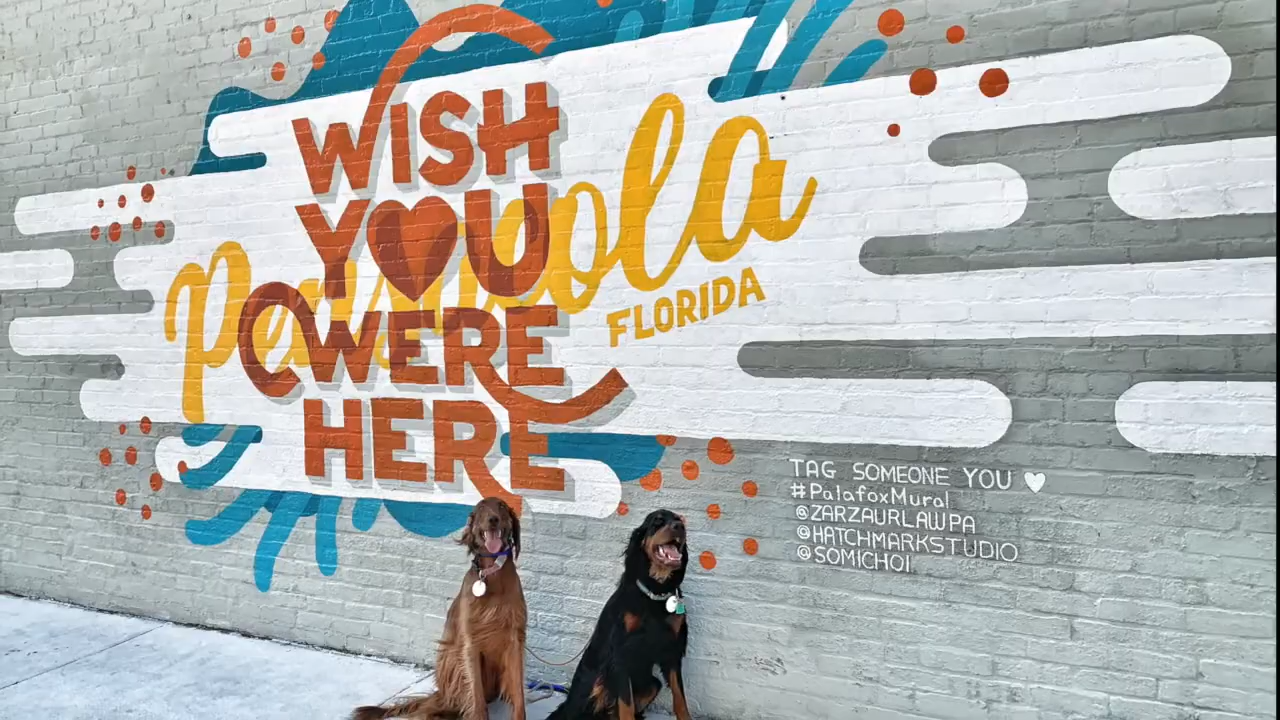 WISH
YOU
WERE
HERE
Pensacola
FLORIDA
TAG SOMEONE YOU
#PalafoxMural
@ZARZAURLAWPA
@HATCHMARKSTUDIO
@SOMICHOI